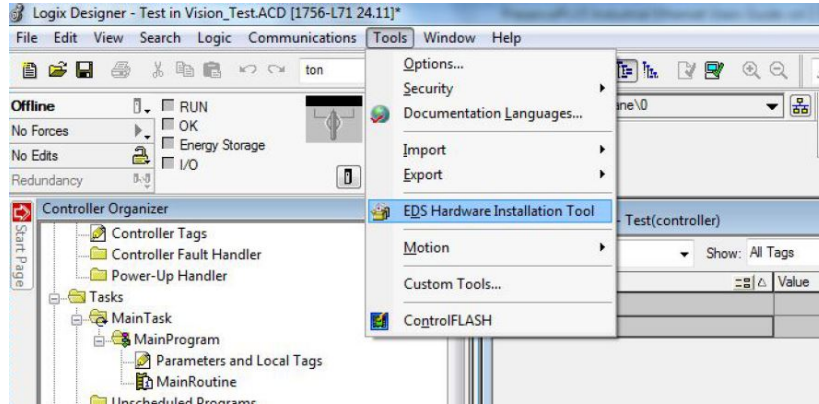 Logix Designer - Test in Vision_Test.ACD [1756-L71 24.11]*
File Edit View Search Logic Communications Tools Window Help
ton
Offline
RUN
No Forces
OK
No Edits
Energy Storage
Redundancy
I/O
Options...
Security
Documentation Languages...
Import
Export
EDS Hardware Installation Tool
Motion
Custom Tools...
ControlFLASH
ane\0
Start Page
Controller Organizer
Controller Tags
Controller Fault Handler
Power-Up Handler
Tasks
MainTask
MainProgram
Parameters and Local Tags
MainRoutine
Unscheduled Programs
- Test(controller)
Show: All Tags
Value